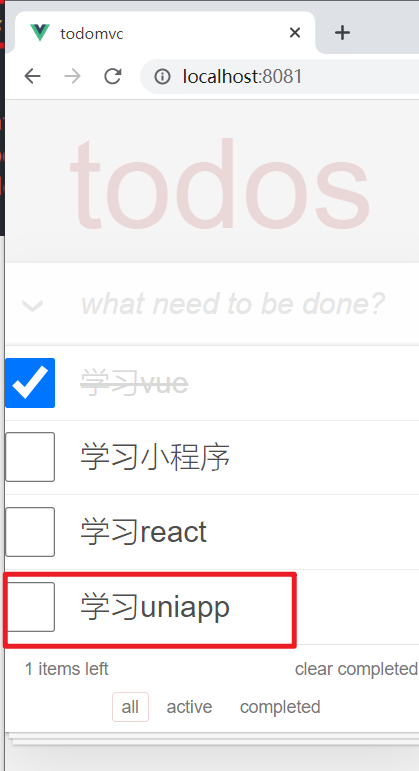 todomvc
localhost:8081
todos
what need to be done?
学习vue
学习小程序
学习react
学习uniapp
1 items left
clear completed
all
active
completed